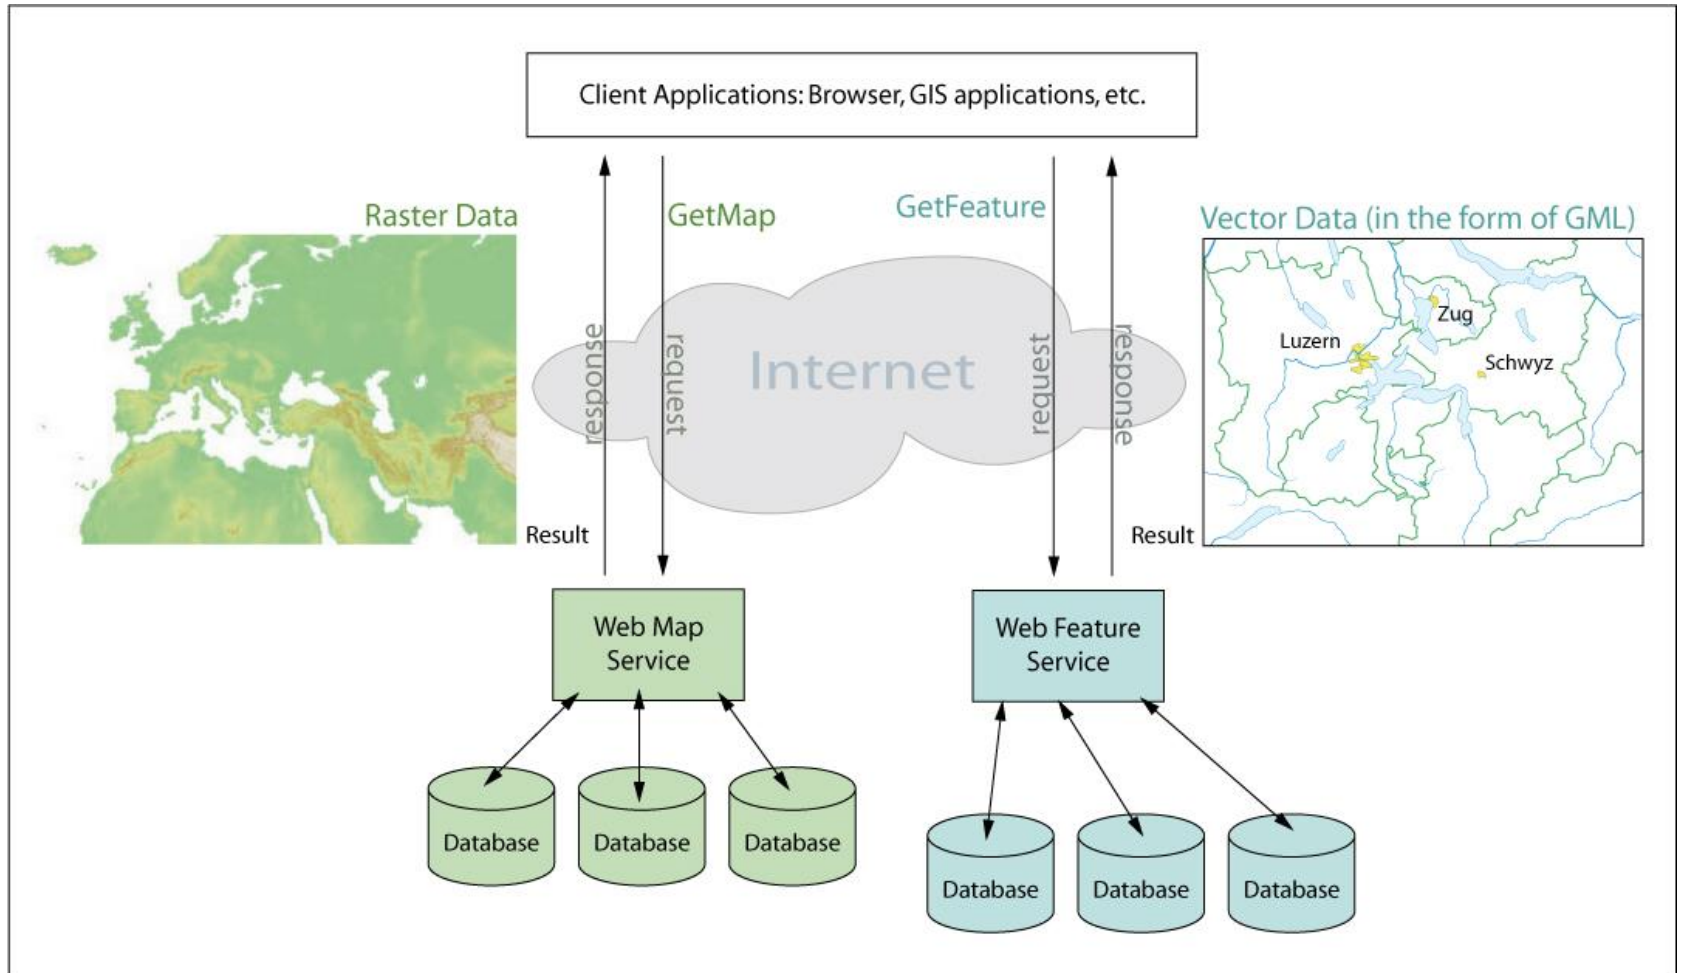 Client Applications: Browser, GIS applications, etc.
Raster Data
GetMap
GetFeature
Vector Data (in the form of GML)
response
request
Internet
request
response
Luzern
Zug
Schwyz
Result
Result
Web Map
Service
Web Feature
Service
Database
Database
Database
Database
Database
Database